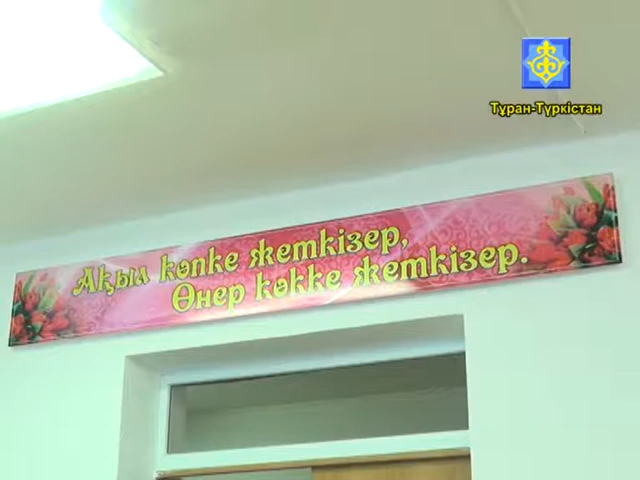 Тұран-Түркістан
Ақыл көпке жеткізер,
Өнер көкке жеткізер.